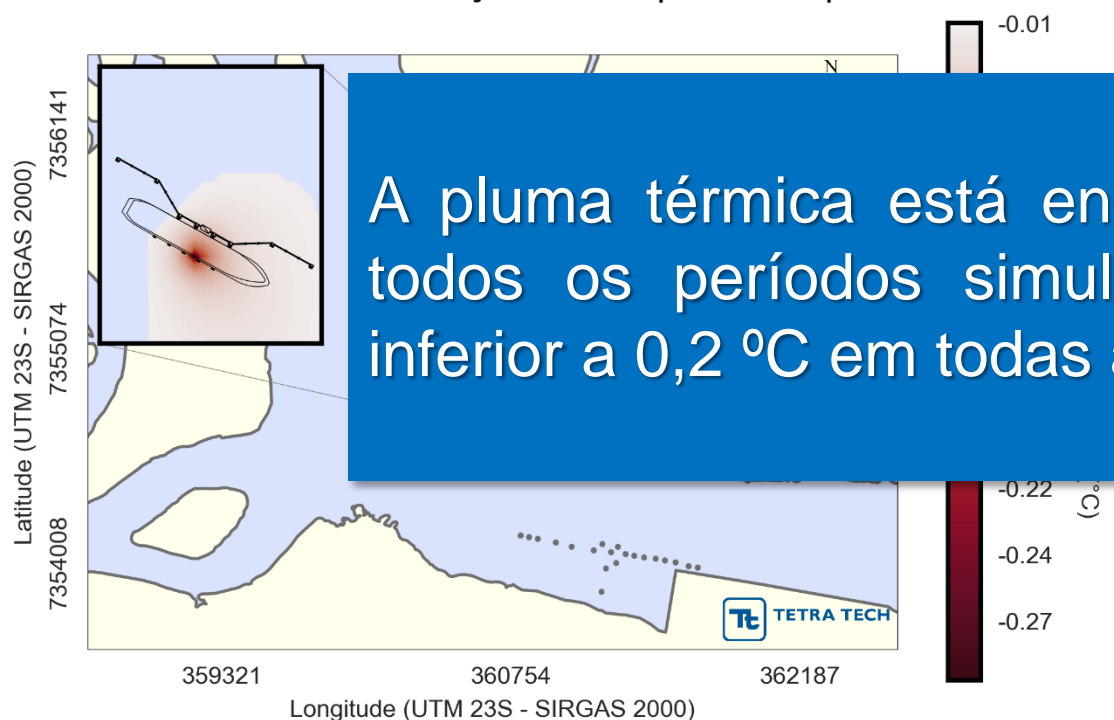 -0.01
N
A pluma térmica está
todos os períodos
inferior a 0,2 ºC em todas
7356141
7355074
7354008
Latitude (UTM 23S - SIRGAS 2000)
-0.22
°C)
-0.24
-0.27
Tt TETRA TECH
359321
360754
362187
Longitude (UTM 23S - SIRGAS 2000)